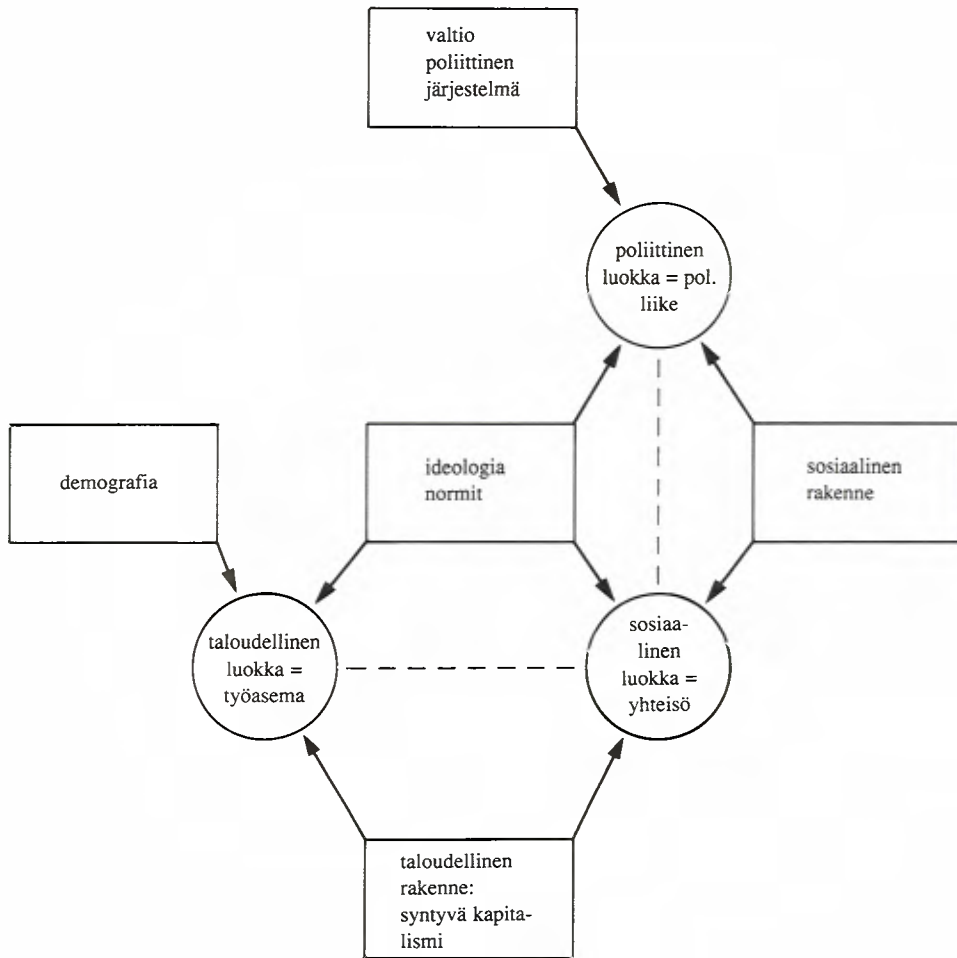 valtio
poliittinen
järjestelmä
poliittinen
luokka = pol.
liike
demografia
ideologia
normit
sosiaalinen
rakenne
taloudellinen
luokka =
työasema
sosiaa-
linen
luokka =
yhteisö
taloudellinen
rakenne:
syntyvä kapita-
lismi